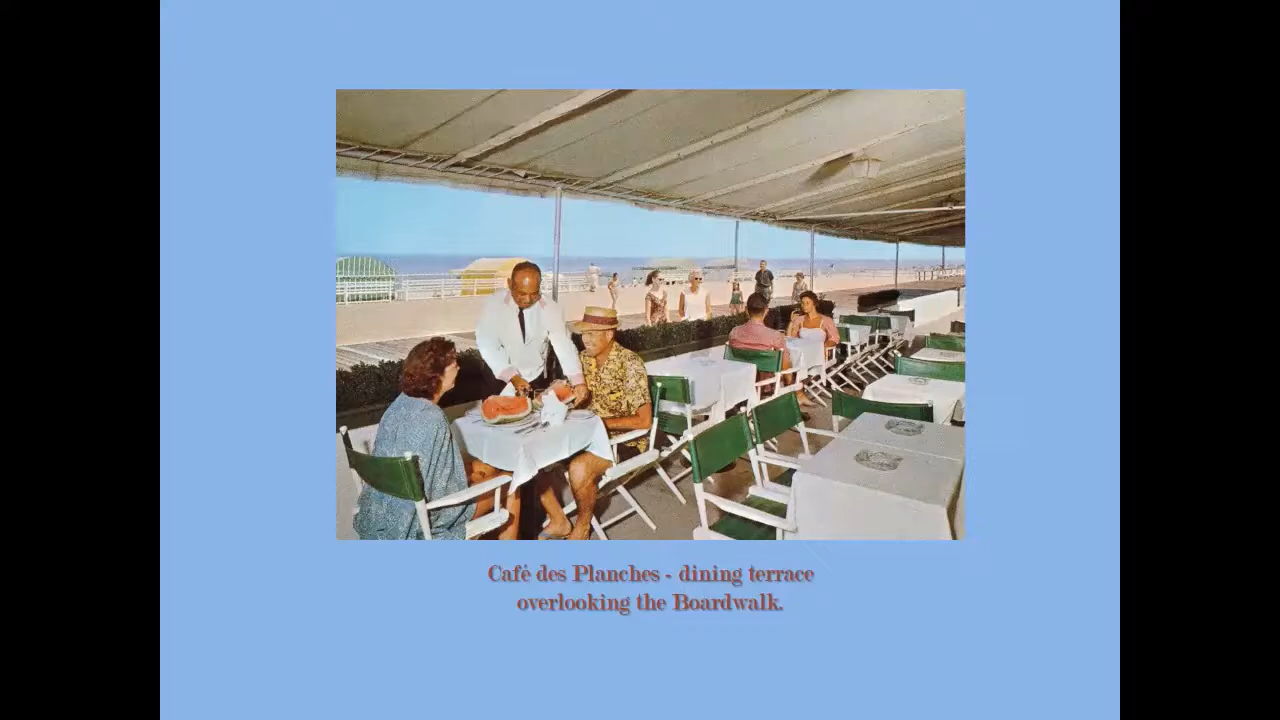 Café des Planches - dining terrace
overlooking the Boardwalk.